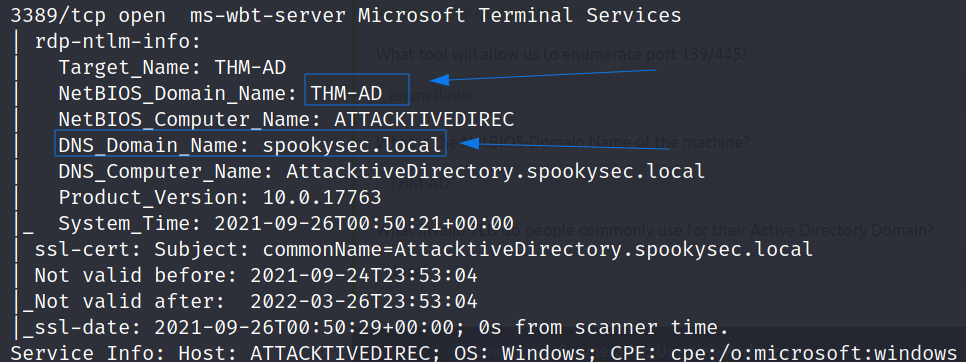 3389/tcp open  ms-wbt-server Microsoft Terminal Services
| rdp-ntlm-info:
|   Target_Name: THM-AD
|   NetBIOS_Domain_Name: THM-AD
|   NetBIOS_Computer_Name: ATTACKTIVEDIREC
|   DNS_Domain_Name: spookysec.local
|   DNS_Computer_Name: AttacktiveDirectory.spookysec.local
|   Product_Version: 10.0.17763
|_  System_Time: 2021-09-26T00:50:21+00:00
| ssl-cert: Subject: commonName=AttacktiveDirectory.spookysec.local
| Not valid before: 2021-09-24T23:53:04
|_Not valid after:  2022-03-26T23:53:04
|_ssl-date: 2021-09-26T00:50:29+00:00; 0s from scanner time.
Service Info: Host: ATTACKTIVEDIREC; OS: Windows; CPE: cpe:/o:microsoft:windows
What tool will allow us to enumerate port 139/445?
enum4linux
NetBIOS Domain Name of the machine?
THM-AD
people commonly use for their Active Directory Domain?